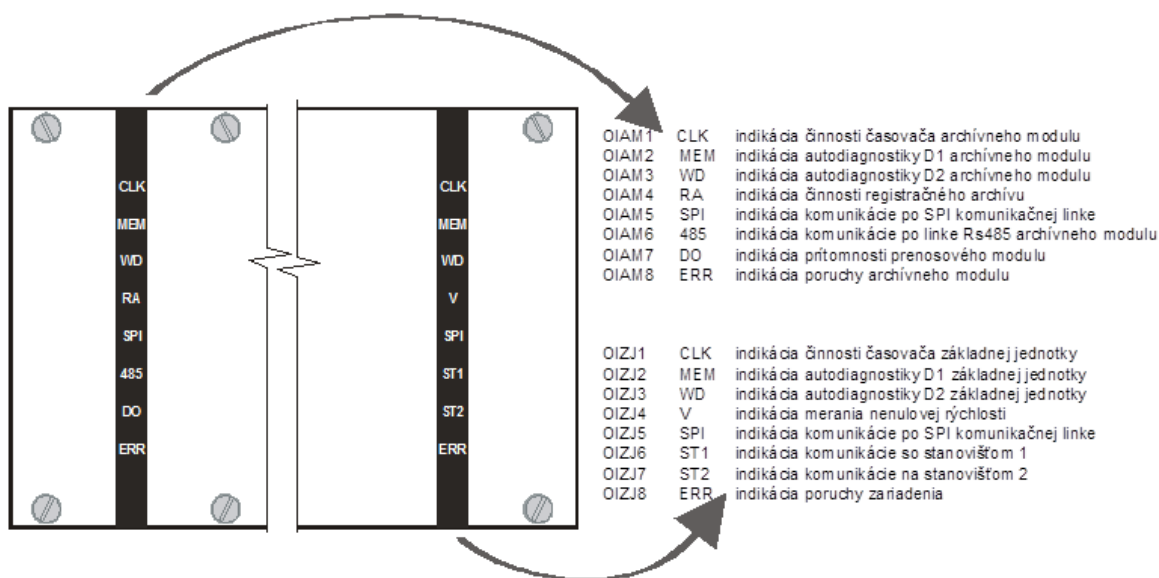 CLK
MEM
WD
RA
SPI
485
DO
ERR
CLK
MEM
WD
V
SPI
ST1
ST2
ERR
OIAM1 CLK indikácia činnosti časovača archívneho modulu
OIAM2 MEM indikácia autodiagnostiky D1 archívneho modulu
OIAM3 WD indikácia autodiagnostiky D2 archívneho modulu
OIAM4 RA indikácia činnosti registračného archívu
OIAM5 SPI indikácia komunikácie po SPI komunikačnej linke
OIAM6 485 indikácia komunikácie po linke Rs485 archívneho modulu
OIAM7 DO indikácia prítomnosti prenosového modulu
OIAM8 ERR indikácia poruchy archívneho modulu
OIZJ1 CLK indikácia činnosti časovača základnej jednotky
OIZJ2 MEM indikácia autodiagnostiky D1 základnej jednotky
OIZJ3 WD indikácia autodiagnostiky D2 základnej jednotky
OIZJ4 V indikácia merania nenulovej rýchlosti
OIZJ5 SPI indikácia komunikácie po SPI komunikačnej linke
OIZJ6 ST1 indikácia komunikácie so stanovišťom 1
OIZJ7 ST2 indikácia komunikácie na stanovišťom 2
OIZJ8 ERR indikácia poruchy zariadenia